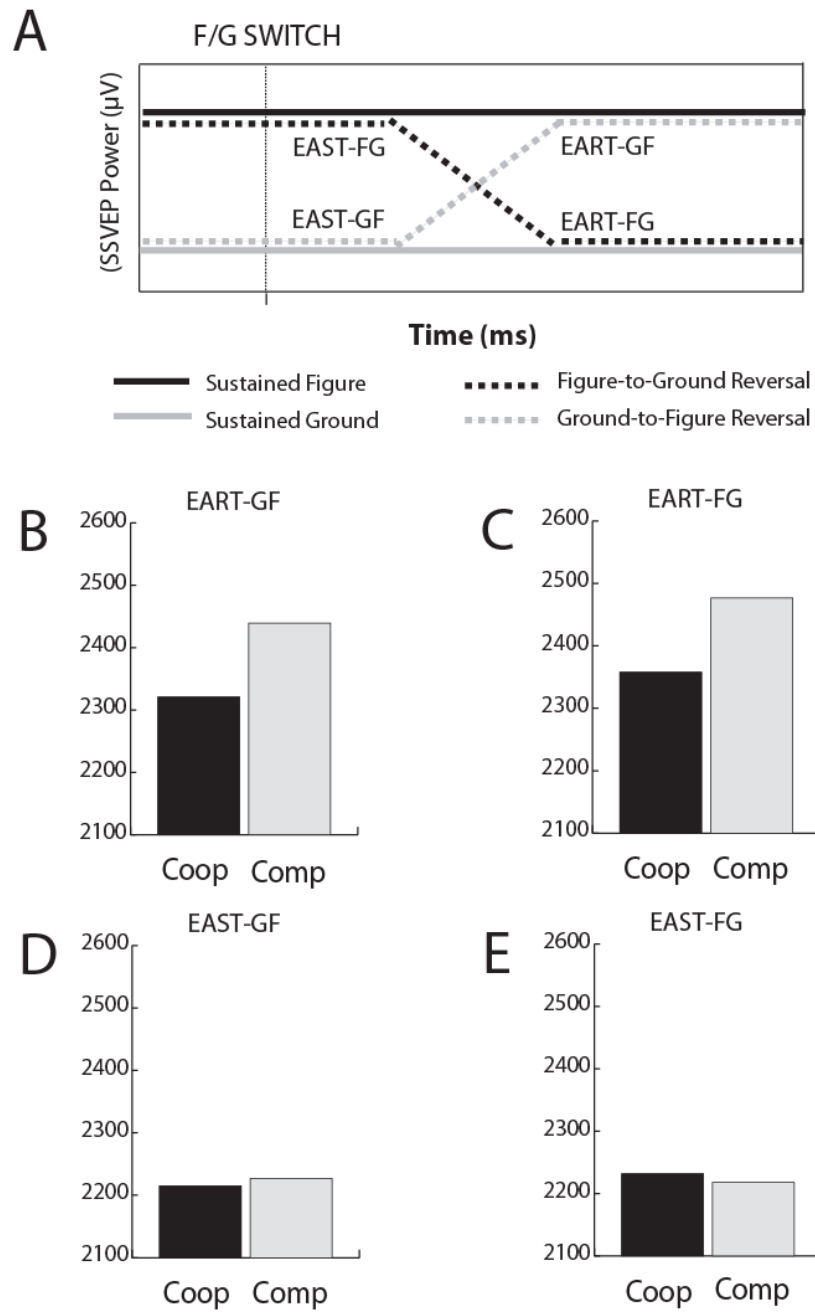 A
F/G SWITCH
(SSVEP Power (µV)
EAST-FG
EART-GF
EAST-GF
EART-FG
Time (ms)
Sustained Figure
Figure-to-Ground Reversal
Sustained Ground
Ground-to-Figure Reversal
B
EART-GF
2600
2500
2400
2300
2200
2100
Coop Comp
C
EART-FG
2600
2500
2400
2300
2200
2100
Coop Comp
D
EAST-GF
2600
2500
2400
2300
2200
2100
Coop Comp
E
EAST-FG
2600
2500
2400
2300
2200
2100
Coop Comp